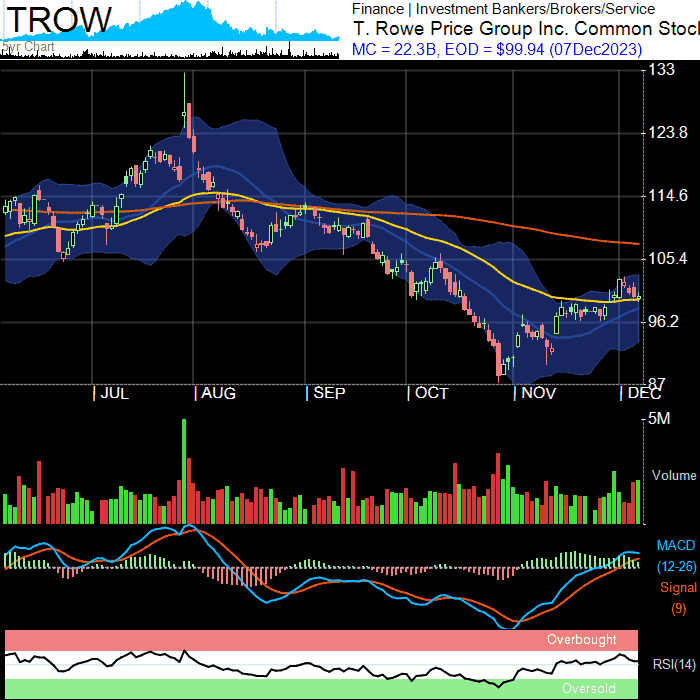 TROW
5yr Chart
Finance | Investment Bankers/Brokers/Service
T. Rowe Price Group Inc. Common Stoc
MC = 22.3B, EOD = $99.94 (07Dec2023)
133
123.8
114.6
105.4
96.2
87
| JUL | AUG | SEP | OCT | NOV | DEC
5M
Volume
MACD
(12-26)
Signal
(9)
Overbought
RSI(14)
Oversold